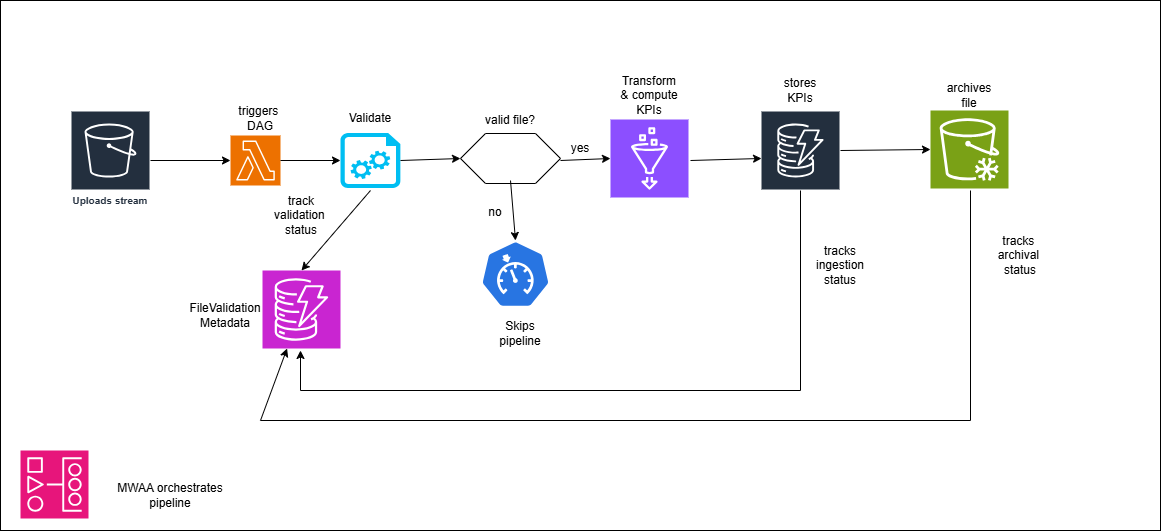 Uploads stream
triggers
DAG
Validate
valid file?
yes
no
Transform
& compute
KPIs
stores
KPIs
archives
file
track
validation
status
FileValidation
Metadata
Skips
pipeline
tracks
ingestion
status
tracks
archival
status
MWAA orchestrates
pipeline